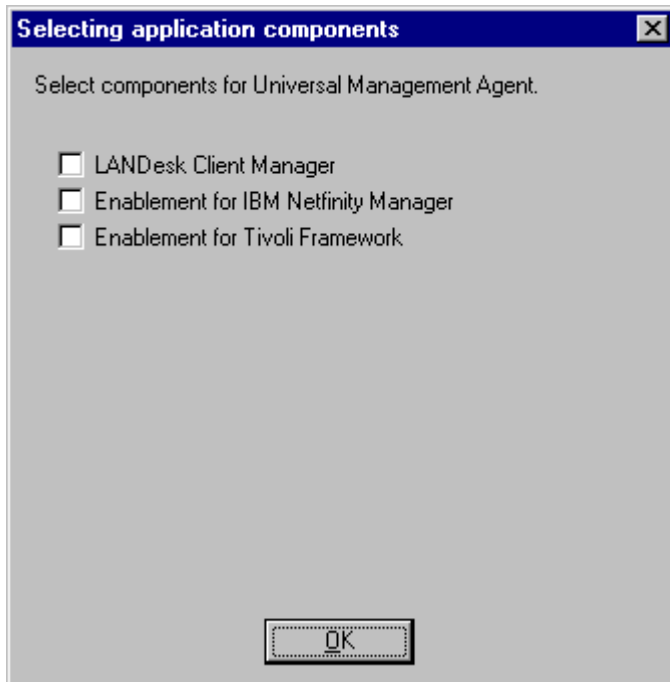 Selecting application components
Select components for Universal Management Agent.
LANDesk Client Manager
Enablement for IBM Netfinity Manager
Enablement for Tivoli Framework
OK